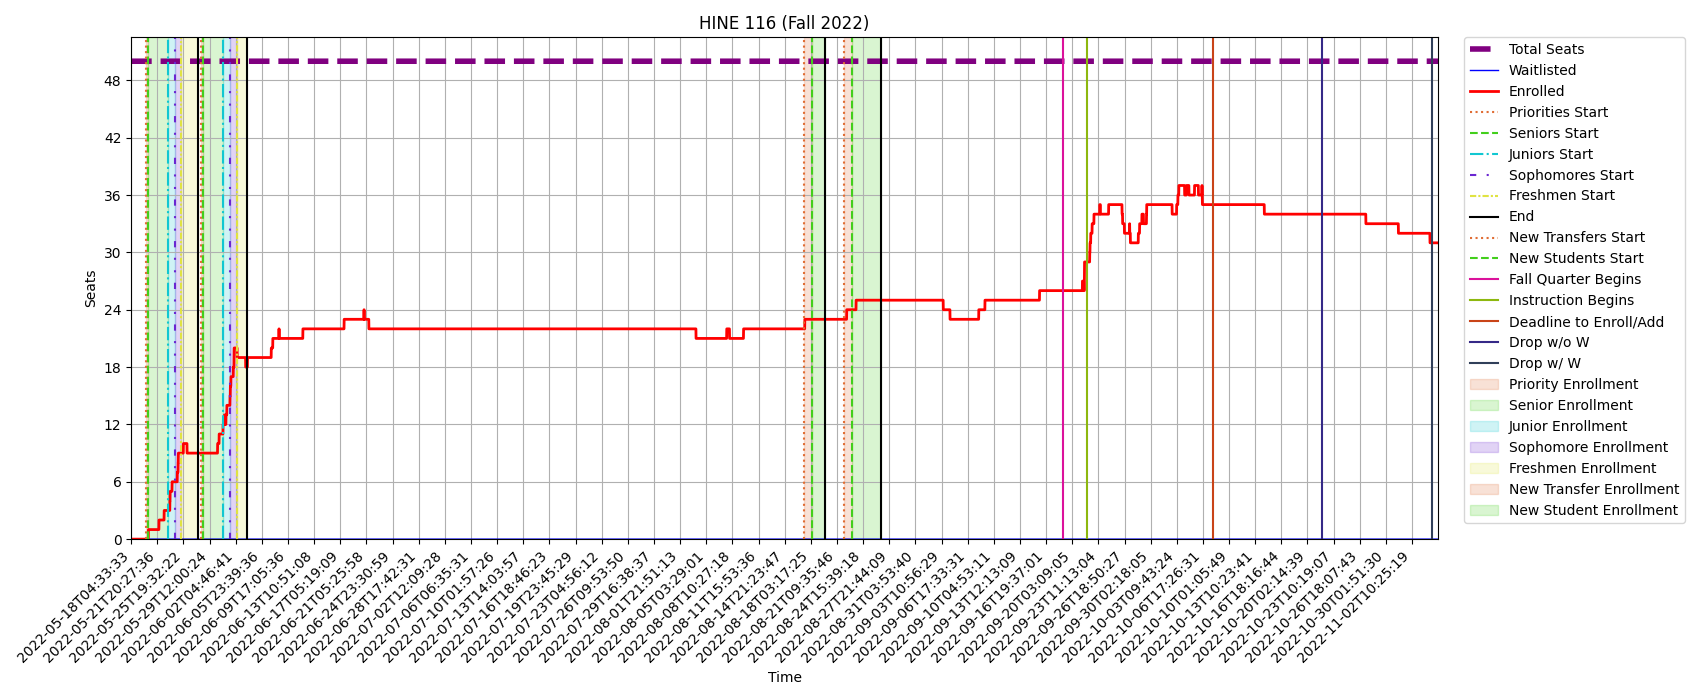 HINE 116 (Fall 2022)
48
42
36
30
24
18
12
6
0
Seats
2022-05-18T04:33:33
2022-05-21T20:27:36
2022-05-25T19:32:22
2022-05-29T12:00:24
2022-06-02T04:46:41
2022-06-05T23:39:36
2022-06-09T17:05:36
2022-06-13T10:51:08
2022-06-17T05:19:09
2022-06-21T05:25:58
2022-06-24T23:30:59
2022-06-28T17:42:31
2022-07-02T12:09:28
2022-07-06T06:35:31
2022-07-10T01:57:26
2022-07-13T14:03:57
2022-07-16T18:46:23
2022-07-19T23:45:29
2022-07-23T04:56:12
2022-07-26T09:53:50
2022-07-29T16:38:37
2022-08-01T21:51:13
2022-08-05T03:29:01
2022-08-08T10:27:18
2022-08-11T15:53:36
2022-08-14T21:23:47
2022-08-18T03:17:25
2022-08-21T09:35:46
2022-08-24T15:39:18
2022-08-27T21:44:09
2022-08-31T03:53:40
2022-09-03T10:56:29
2022-09-06T17:33:31
2022-09-10T04:53:11
2022-09-13T12:13:09
2022-09-16T19:37:01
2022-09-20T03:09:05
2022-09-23T11:13:04
2022-09-26T18:50:27
2022-09-30T02:18:05
2022-10-03T09:43:24
2022-10-06T17:26:31
2022-10-10T01:05:49
2022-10-13T10:23:41
2022-10-16T18:16:44
2022-10-20T02:14:39
2022-10-23T10:19:07
2022-10-26T18:07:43
2022-10-30T01:51:30
2022-11-02T10:25:19
Time
Total Seats
Waitlisted
Enrolled
Priorities Start
Seniors Start
Juniors Start
Sophomores Start
Freshmen Start
End
New Transfers Start
New Students Start
Fall Quarter Begins
Instruction Begins
Deadline to Enroll/Add
Drop w/o W
Drop w/ W
Priority Enrollment
Senior Enrollment
Junior Enrollment
Sophomore Enrollment
Freshmen Enrollment
New Transfer Enrollment
New Student Enrollment